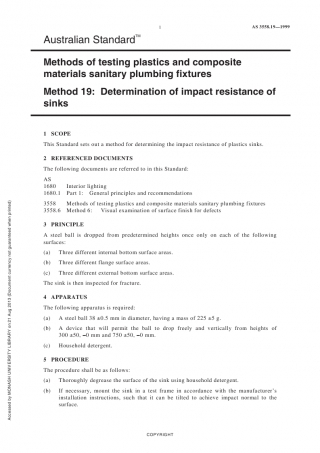 1
AS 3558.19—1999
Australian Standard™
Methods of testing plastics and composite
materials sanitary plumbing fixtures
Method 19: Determination of impact resistance of
sinks
1 SCOPE
This Standard sets out a method for determining the impact resistance of plastics sinks.
2 REFERENCED DOCUMENTS
The following documents are referred to in this Standard:
AS
1680 Interior lighting
1680.1 Part 1: General principles and recommendations
3558 Methods of testing plastics and composite materials sanitary plumbing fixtures
3558.6 Method 6: Visual examination of surface finish for defects
3 PRINCIPLE
A steel ball is dropped from predetermined heights once only on each of the following
surfaces:
(a) Three different internal bottom surface areas.
(b) Three different flange surface areas.
(c) Three different external bottom surface areas.
The sink is then inspected for fracture.
4 APPARATUS
The following apparatus is required:
(a) A steel ball 38 ±0.5 mm in diameter, having a mass of 225 ±5 g.
(b) A device that will permit the ball to drop freely and vertically from heights of
300 ±50, −0 mm and 750 ±50, −0 mm.
(c) Household detergent.
5 PROCEDURE
The procedure shall be as follows:
(a) Thoroughly degrease the surface of the sink using household detergent.
(b) If necessary, mount the sink in a test frame in accordance with the manufacturer's
installation instructions, such that it can be tilted to achieve impact normal to the
surface.
Accessed by MONASH UNIVERSITY LIBRARY on 21 Aug 2013 (Document currency not guaranteed when printed)
COPYRIGHT